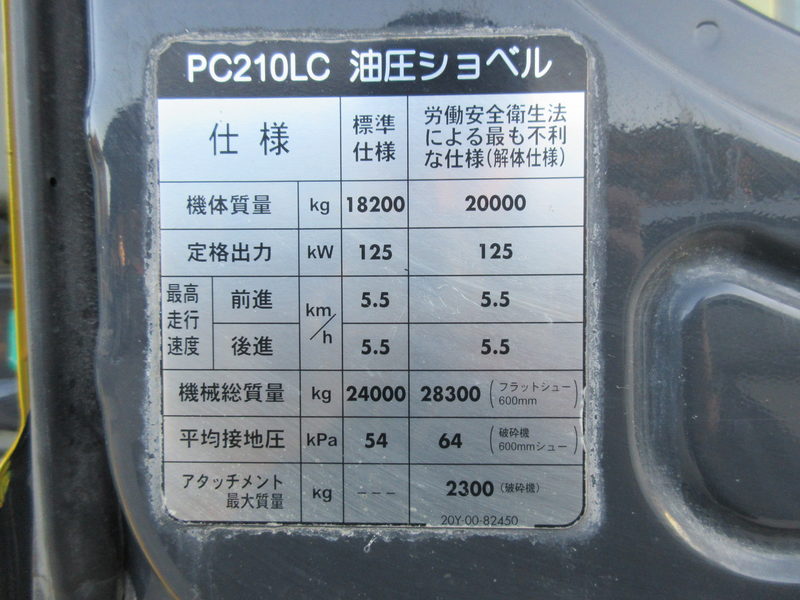 PC210LC 油圧ショベル
仕様 標準仕様 労働安全衛生法による最も不利な仕様(解体仕様)
機体質量 kg 18200 20000
定格出力 kW 125 125
最高走行速度 前進 km/h 5.5 5.5
後進 5.5 5.5
機械総質量 kg 24000 28300 (フラットシュー 600mm)
平均接地圧 kPa 54 64 (破砕機 600mmシュー)
アタッチメント最大質量 kg --- 2300 (破砕機)
20Y-00-82450